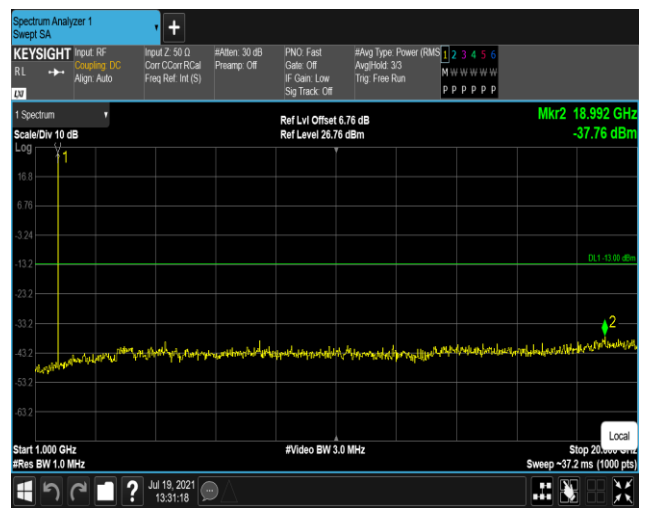 Spectrum Analyzer 1
Swept SA
+
KEYSIGHT Input: RF Input Z: 50 Ω #Atten: 30 dB PNO: Fast #Avg Type: Power (RMS 1 2 3 4 5 6
R L Coupling: DC Corr CCorr RCal Preamp: Off Gate: Off Avg|Hold: 3/3 M W W W W W
Align: Auto Freq Ref: Int (S) IF Gain: Low Trig: Free Run
LXI Sig Track: Off P P P P P P
1 Spectrum Ref Lvl Offset 6.76 dB Mkr2 18.992 GHz
Scale/Div 10 dB Ref Level 26.76 dBm -37.76 dBm
Log
1
16.8
6.76
-3.24
-13.2 DL1 -13.00 dBm
-23.2
-33.2 2
-43.2
-53.2
-63.2
Local
Start 1.000 GHz #Video BW 3.0 MHz Stop 20.000 GHz
#Res BW 1.0 MHz Sweep ~37.2 ms (1000 pts)
? Jul 19, 2021
13:31:18